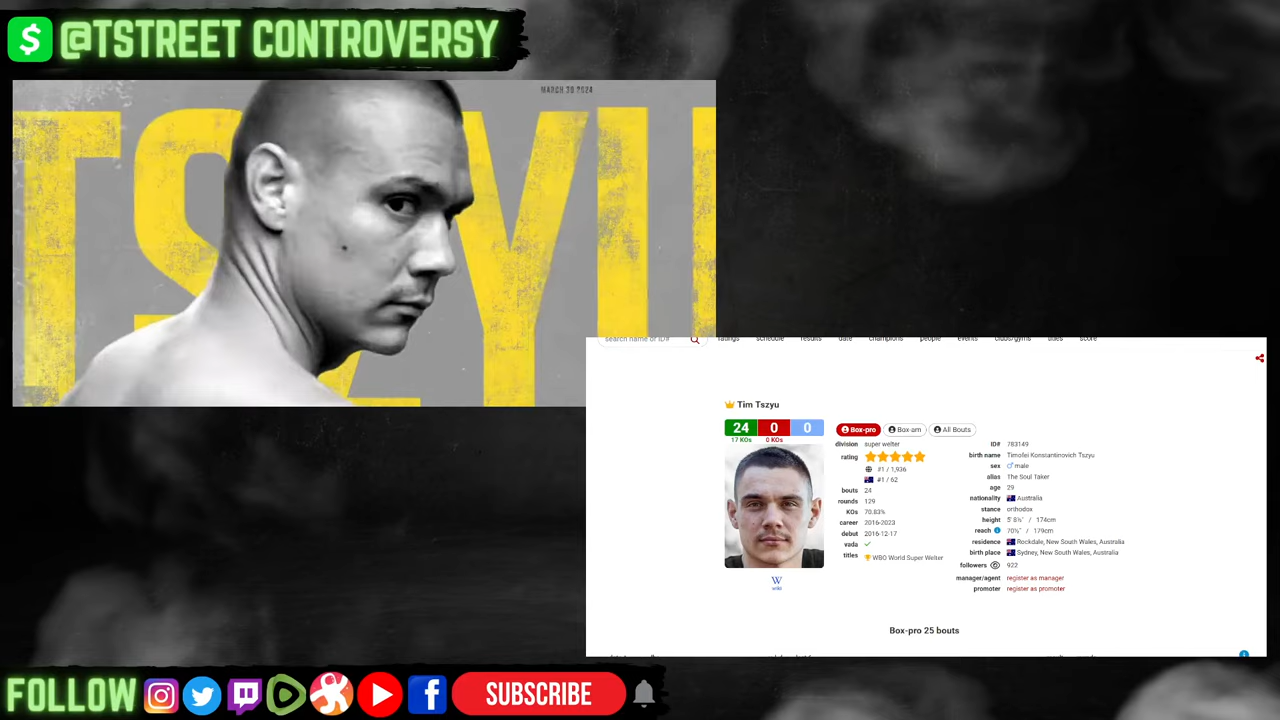 $ @TSTREET CONTROVERSY
MARCH 30 2024
TSZYU
search name or ID#
ratings schedule results date champions people events clubs/gyms titles score
Tim Tszyu
24 0 0
17 KOs 0 KOs
Box-pro Box-am All Bouts
division super welter
rating
#1 / 1,936
#1 / 62
bouts 24
rounds 129
KOs 70.83%
career 2016-2023
debut 2016-12-17
vada
titles WBO World Super Welter
ID# 783149
birth name Timofei Konstantinovich Tszyu
sex male
alias The Soul Taker
age 29
nationality Australia
stance orthodox
height 5′ 8½″ / 174cm
reach 70½″ / 179cm
residence Rockdale, New South Wales, Australia
birth place Sydney, New South Wales, Australia
followers 922
manager/agent register as manager
promoter register as promoter
W
wiki
Box-pro 25 bouts
FOLLOW
SUBSCRIBE